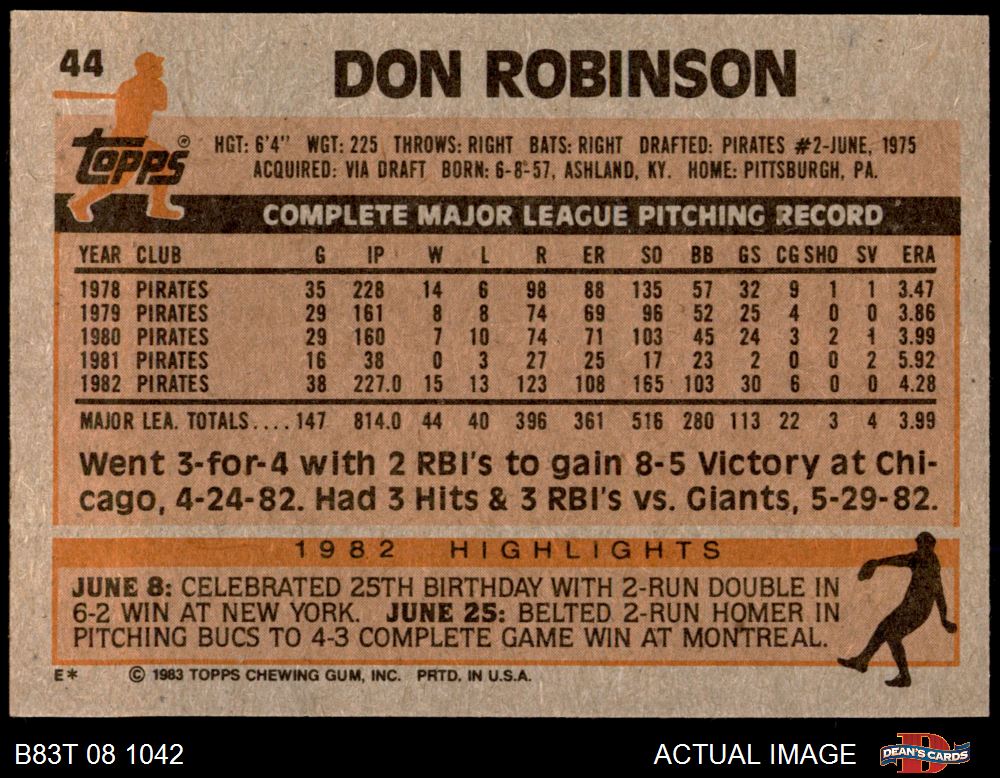 44
DON ROBINSON
Topps®
HGT: 6'4" WGT: 225 THROWS: RIGHT BATS: RIGHT DRAFTED: PIRATES #2-JUNE, 1975
ACQUIRED: VIA DRAFT BORN: 6-8-57, ASHLAND, KY. HOME: PITTSBURGH, PA.
COMPLETE MAJOR LEAGUE PITCHING RECORD
YEAR CLUB G IP W L R ER SO BB GS CG SHO SV ERA
1978 PIRATES 35 228 14 6 98 88 135 57 32 9 1 1 3.47
1979 PIRATES 29 161 8 8 74 69 96 52 25 4 0 0 3.86
1980 PIRATES 29 160 7 10 74 71 103 45 24 3 2 1 3.99
1981 PIRATES 16 38 0 3 27 25 17 23 2 0 0 2 5.92
1982 PIRATES 38 227.0 15 13 123 108 165 103 30 6 0 0 4.28
MAJOR LEA. TOTALS....147 814.0 44 40 396 361 516 280 113 22 3 4 3.99
Went 3-for-4 with 2 RBI's to gain 8-5 Victory at Chi-
cago, 4-24-82. Had 3 Hits & 3 RBI's vs. Giants, 5-29-82.
1982 HIGHLIGHTS
JUNE 8: CELEBRATED 25TH BIRTHDAY WITH 2-RUN DOUBLE IN
6-2 WIN AT NEW YORK. JUNE 25: BELTED 2-RUN HOMER IN
PITCHING BUCS TO 4-3 COMPLETE GAME WIN AT MONTREAL.
E* © 1983 TOPPS CHEWING GUM, INC. PRTD. IN U.S.A.
B83T 08 1042
ACTUAL IMAGE
DEAN'S CARDS